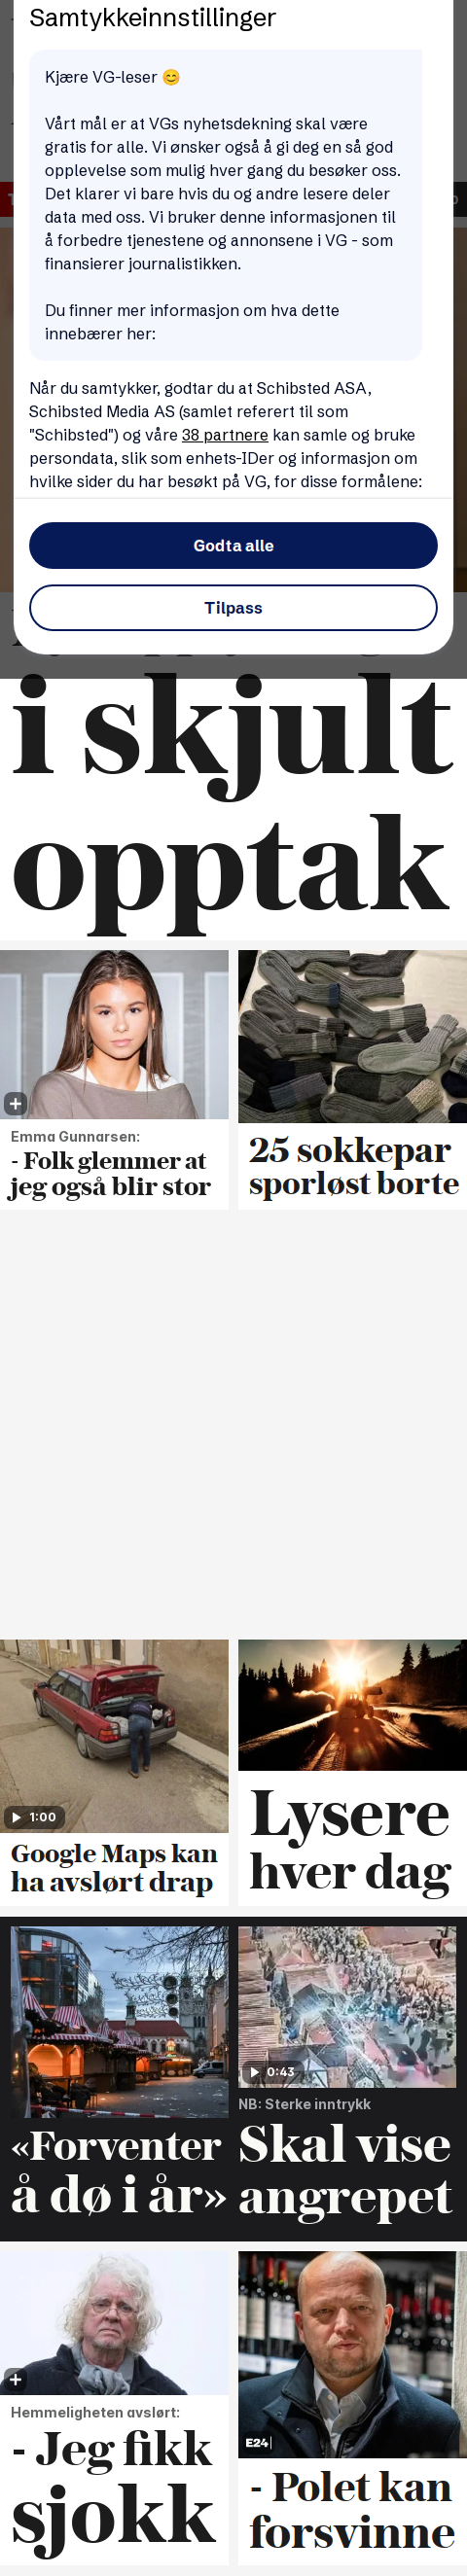 Samtykkeinnstillinger
Kjære VG-leser 😊
Vårt mål er at VGs nyhetsdekning skal være
gratis for alle. Vi ønsker også å gi deg en så god
opplevelse som mulig hver gang du besøker oss.
Det klarer vi bare hvis du og andre lesere deler
data med oss. Vi bruker denne informasjonen til
å forbedre tjenestene og annonsene i VG - som
finansierer journalistikken.
Du finner mer informasjon om hva dette
innebærer her:
Når du samtykker, godtar du at Schibsted ASA,
Schibsted Media AS (samlet referert til som
"Schibsted") og våre 38 partnere kan samle og bruke
persondata, slik som enhets-IDer og informasjon om
hvilke sider du har besøkt på VG, for disse formålene:
Godta alle
Tilpass
i skjult
opptak
Emma Gunnarsen:
- Folk glemmer at
jeg også blir stor
25 sokkepar
sporløst borte
1:00
Google Maps kan
ha avslørt drap
Lysere
hver dag
«Forventer
å dø i år»
0:43
NB: Sterke inntrykk
Skal vise
angrepet
Hemmeligheten avslørt:
- Jeg fikk
sjokk
E24
- Polet kan
forsvinne